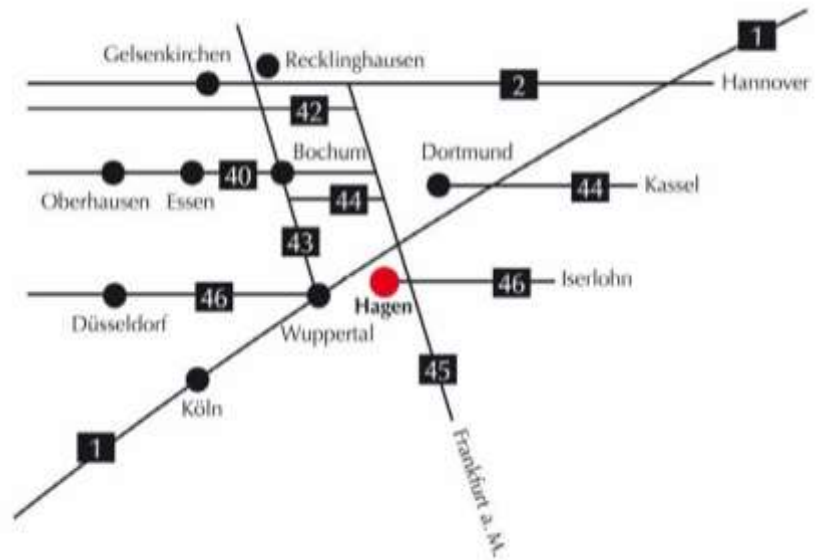 1
Gelsenkirchen
Recklinghausen
2
Hannover
42
Bochum
Dortmund
Oberhausen
Essen
40
44
44
Kassel
43
46
Düsseldorf
Wuppertal
Hagen
46
Iserlohn
45
Köln
1
Frankfurt a. M.